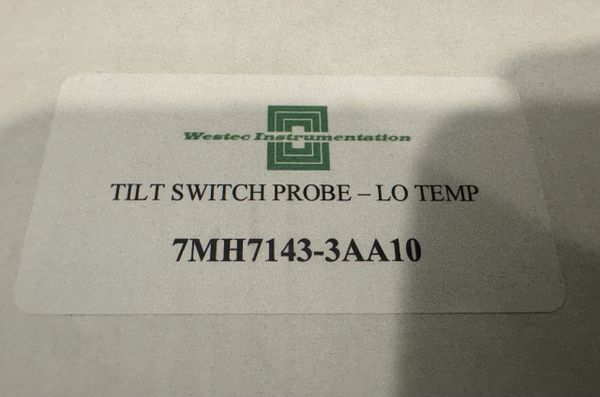 Westec Instrumentation
TILT SWITCH PROBE – LO TEMP
7MH7143-3AA10